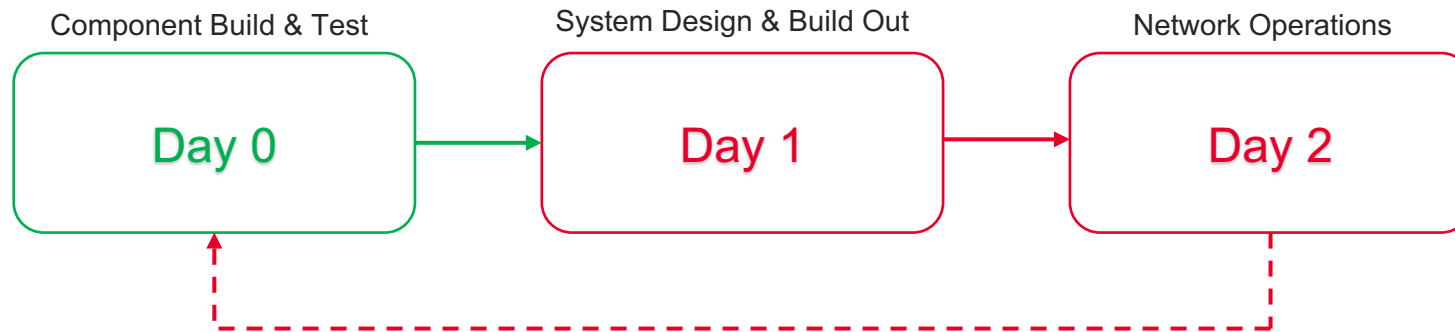 Component Build & Test
System Design & Build Out
Network Operations
Day 0
Day 1
Day 2